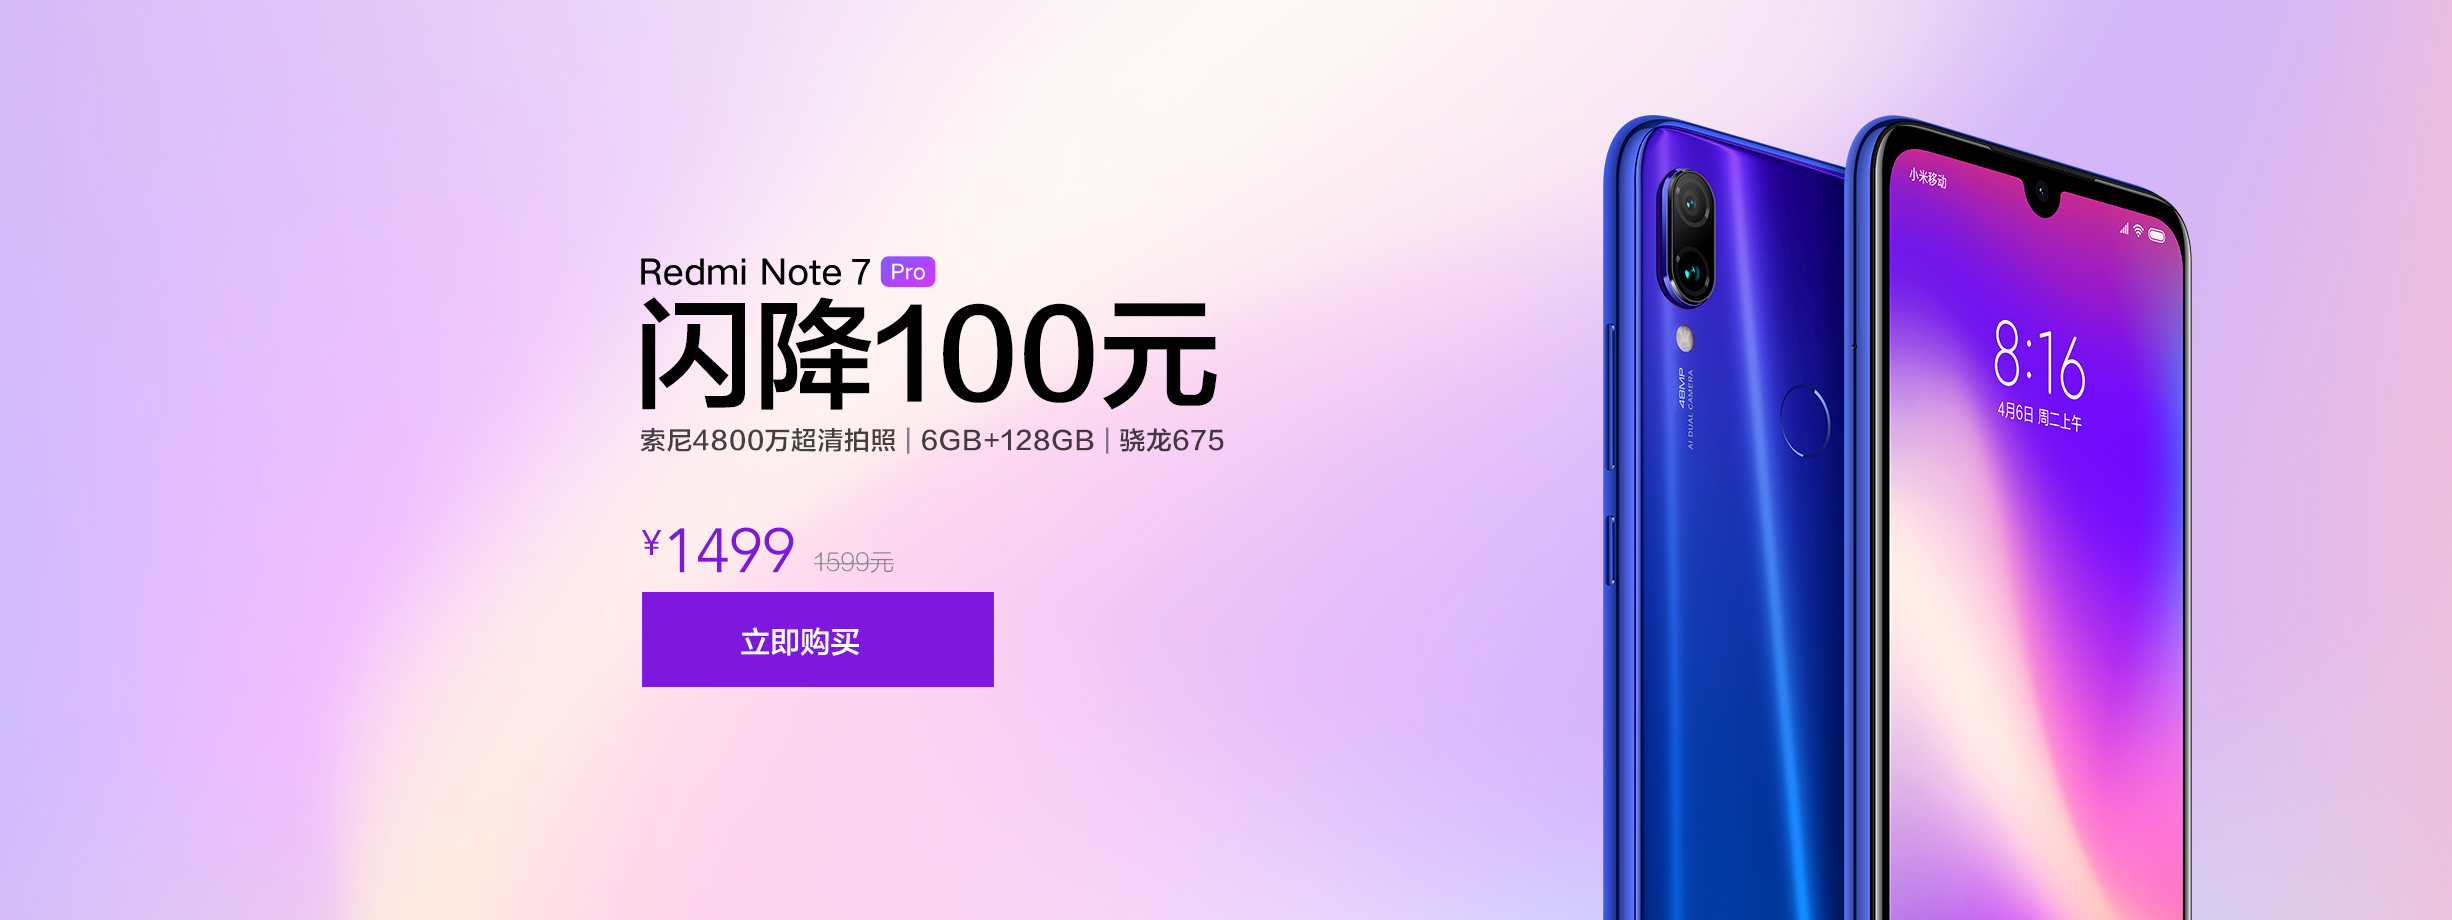 Redmi Note 7 Pro
闪降100元
索尼4800万超清拍照 | 6GB+128GB | 骁龙675
¥1499 1599元
立即购买
48MP
AI DUAL CAMERA
小米移动
8:16
4月6日 周二上午